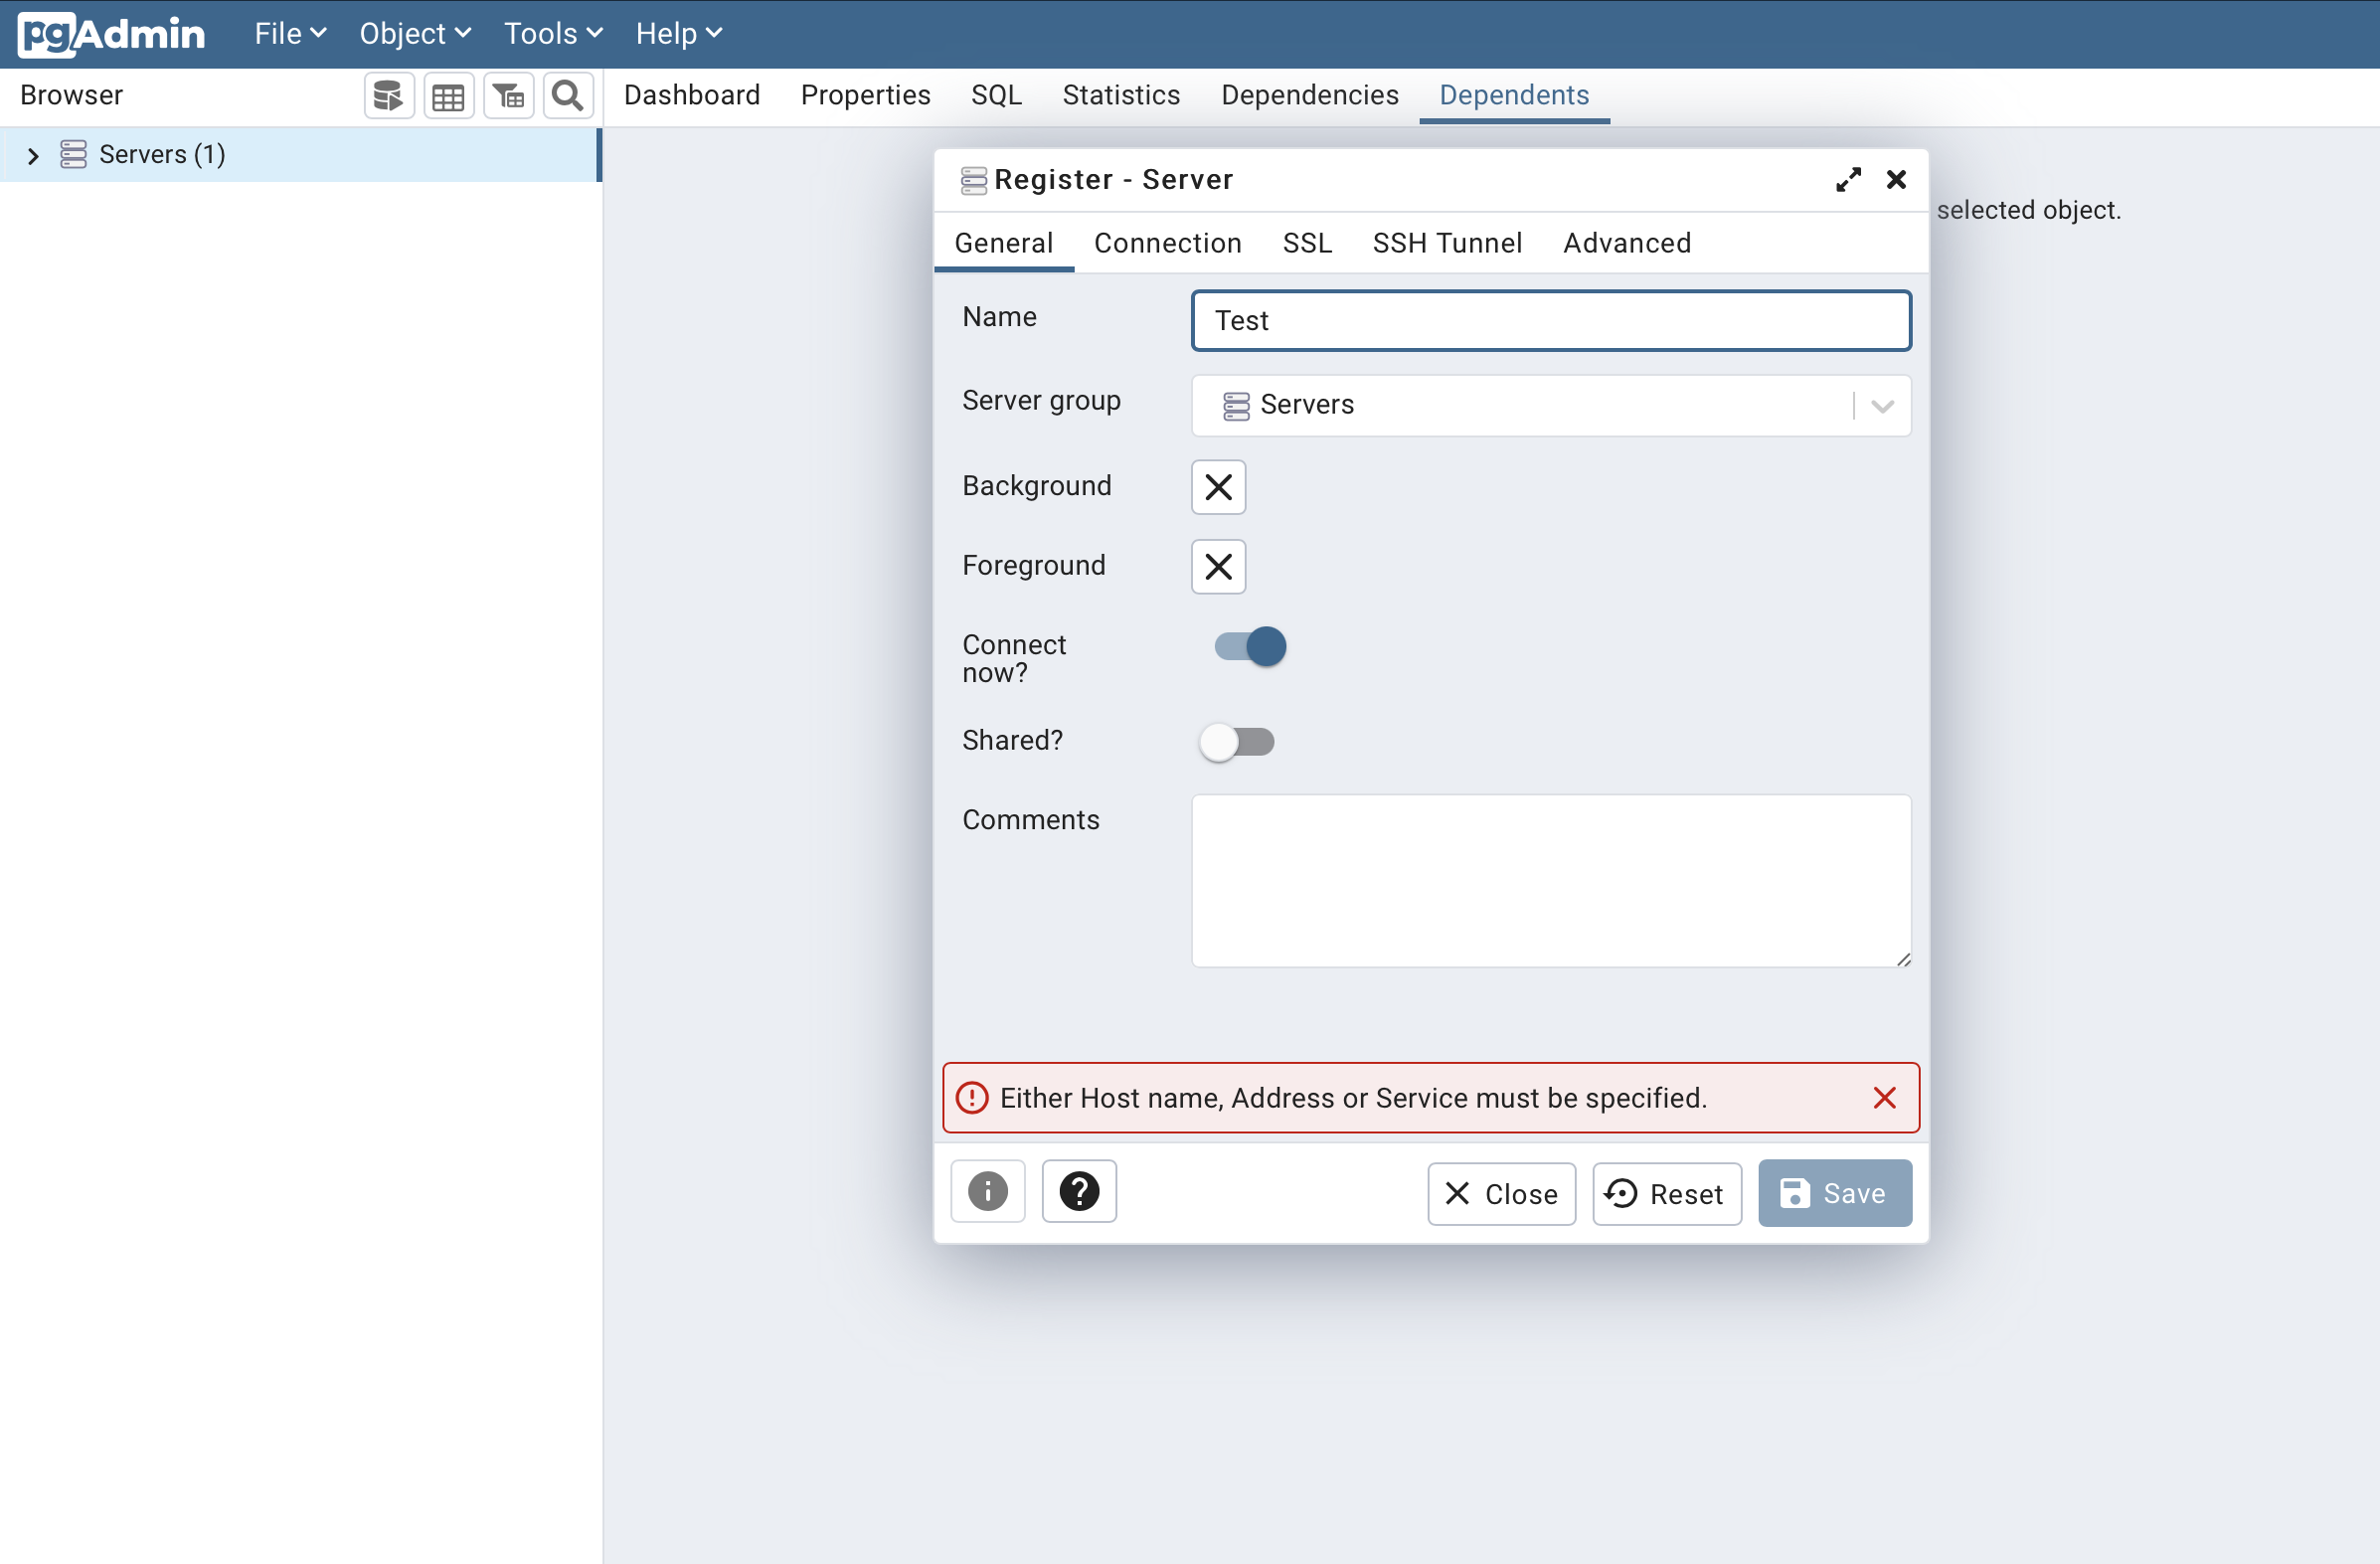 pgAdmin File Object Tools Help
Browser
Dashboard Properties SQL Statistics Dependencies Dependents
Servers (1)
selected object.
Register - Server
General Connection SSL SSH Tunnel Advanced
Name Test
Server group Servers
Background
Foreground
Connect
now?
Shared?
Comments
Either Host name, Address or Service must be specified.
Close Reset Save